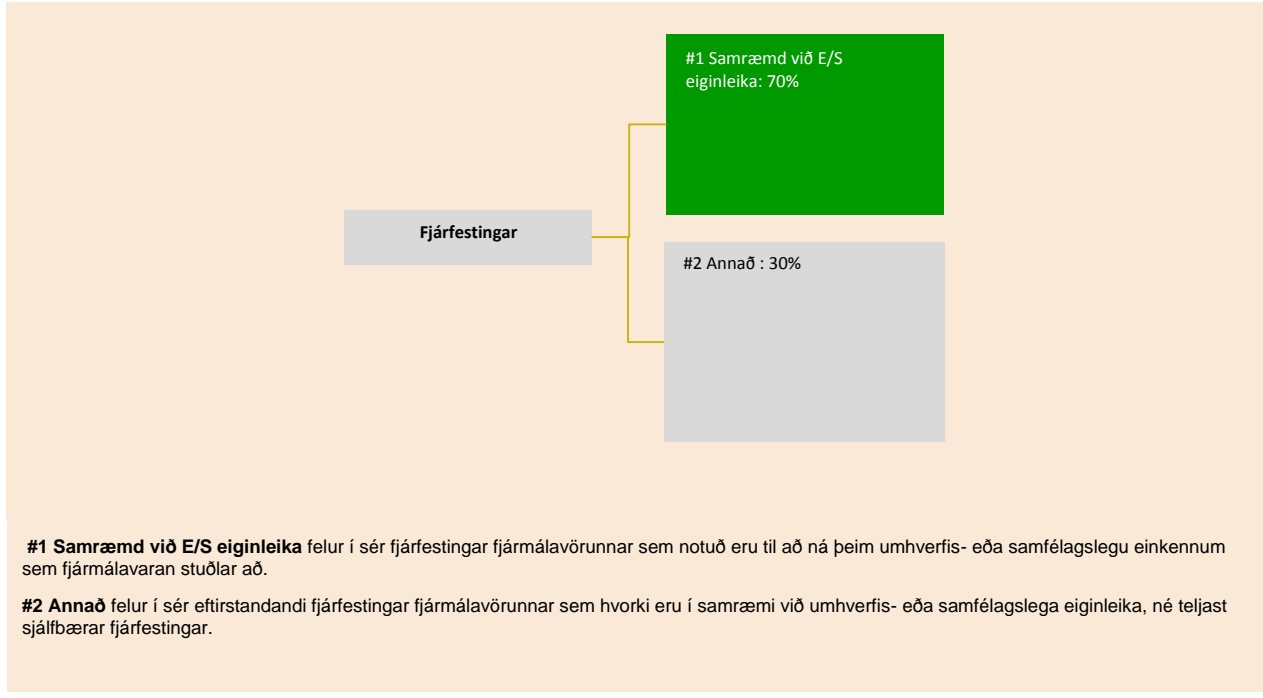 #1 Samræmd við E/S
eiginleika: 70%
Fjárfestingar
#2 Annað : 30%
#1 Samræmd við E/S eiginleika felur í sér fjárfestingar fjármálavörunnar sem notuð eru til að ná þeim umhverfis- eða samfélagslegu einkennum
sem fjármálavaran stuðlar að.
#2 Annað felur í sér eftirstandandi fjárfestingar fjármálavörunnar sem hvorki eru í samræmi við umhverfis- eða samfélagslega eiginleika, né teljast
sjálfbærar fjárfestingar.